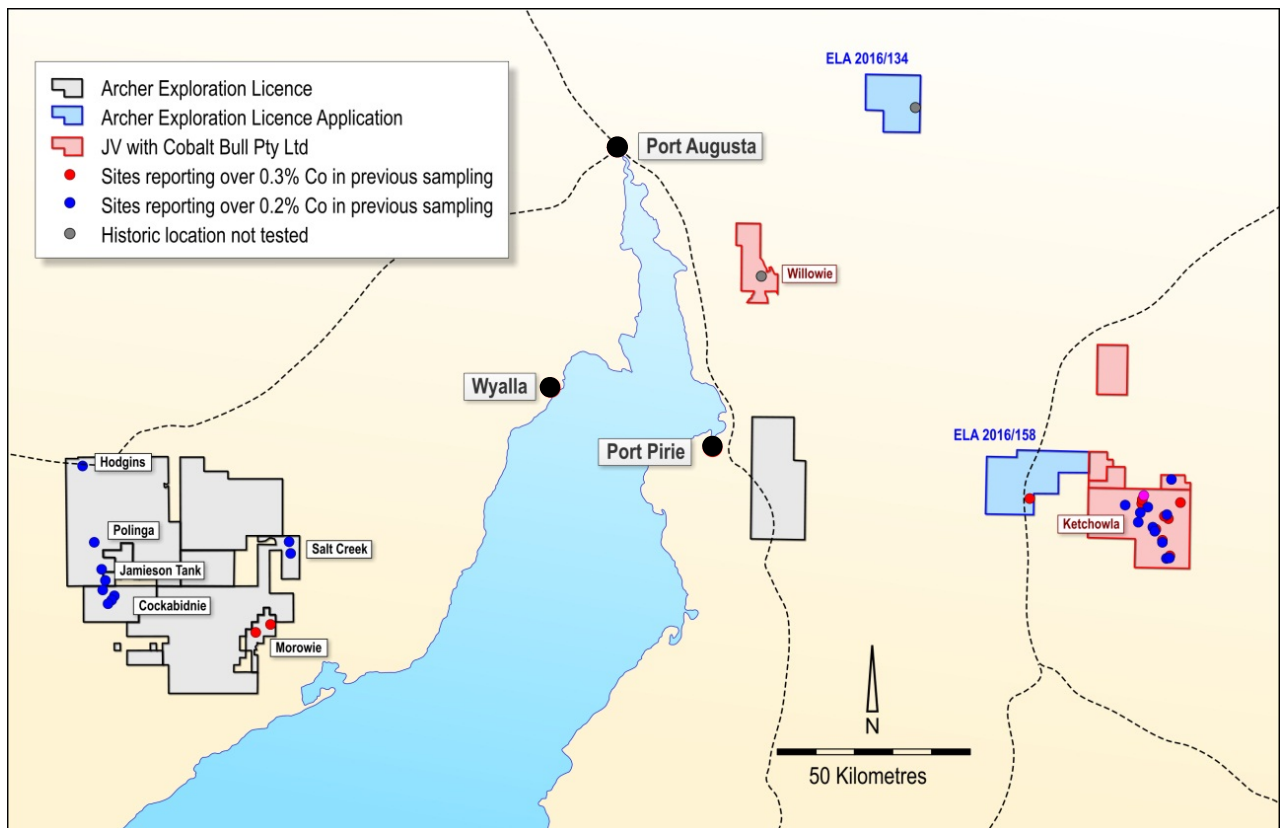 ELA 2016/134
Archer Exploration Licence
Archer Exploration Licence Application
JV with Cobalt Bull Pty Ltd
Sites reporting over 0.3% Co in previous sampling
Sites reporting over 0.2% Co in previous sampling
Historic location not tested
Port Augusta
Willowie
Wyalla
Port Pirie
ELA 2016/158
Hodgins
Ketchowla
Polinga
Salt Creek
Jamieson Tank
Cockabidnie
Morowie
N
50 Kilometres